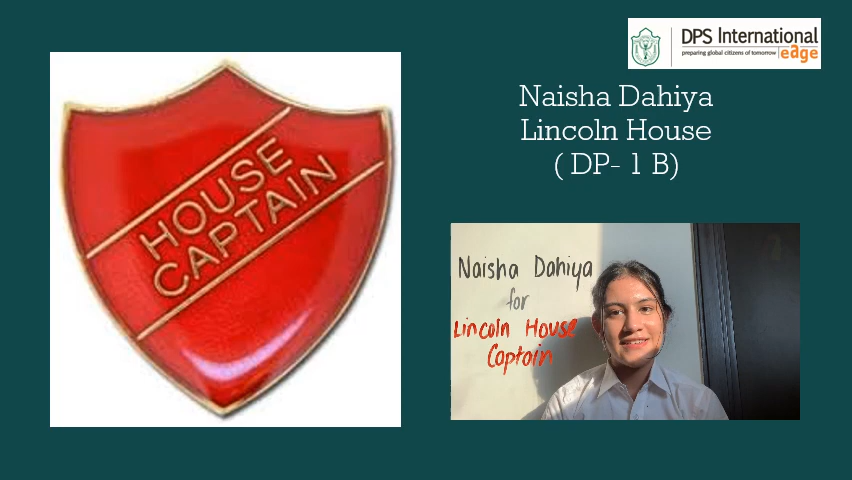 DPS International
preparing global citizens of tomorrow
edge
Naisha Dahiya
Lincoln House
( DP- 1 B)
HOUSE
CAPTAIN
Naisha Dahiya
for
Lincoln House
Captain